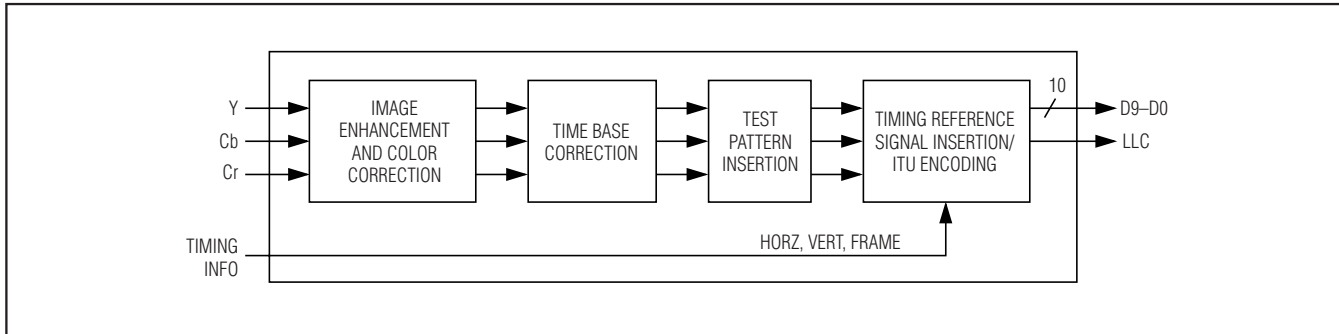 10
Y
Cb
Cr
IMAGE
ENHANCEMENT
AND COLOR
CORRECTION
TIME BASE
CORRECTION
TEST
PATTERN
INSERTION
TIMING REFERENCE
SIGNAL INSERTION/
ITU ENCODING
D9–D0
LLC
TIMING
INFO
HORZ, VERT, FRAME